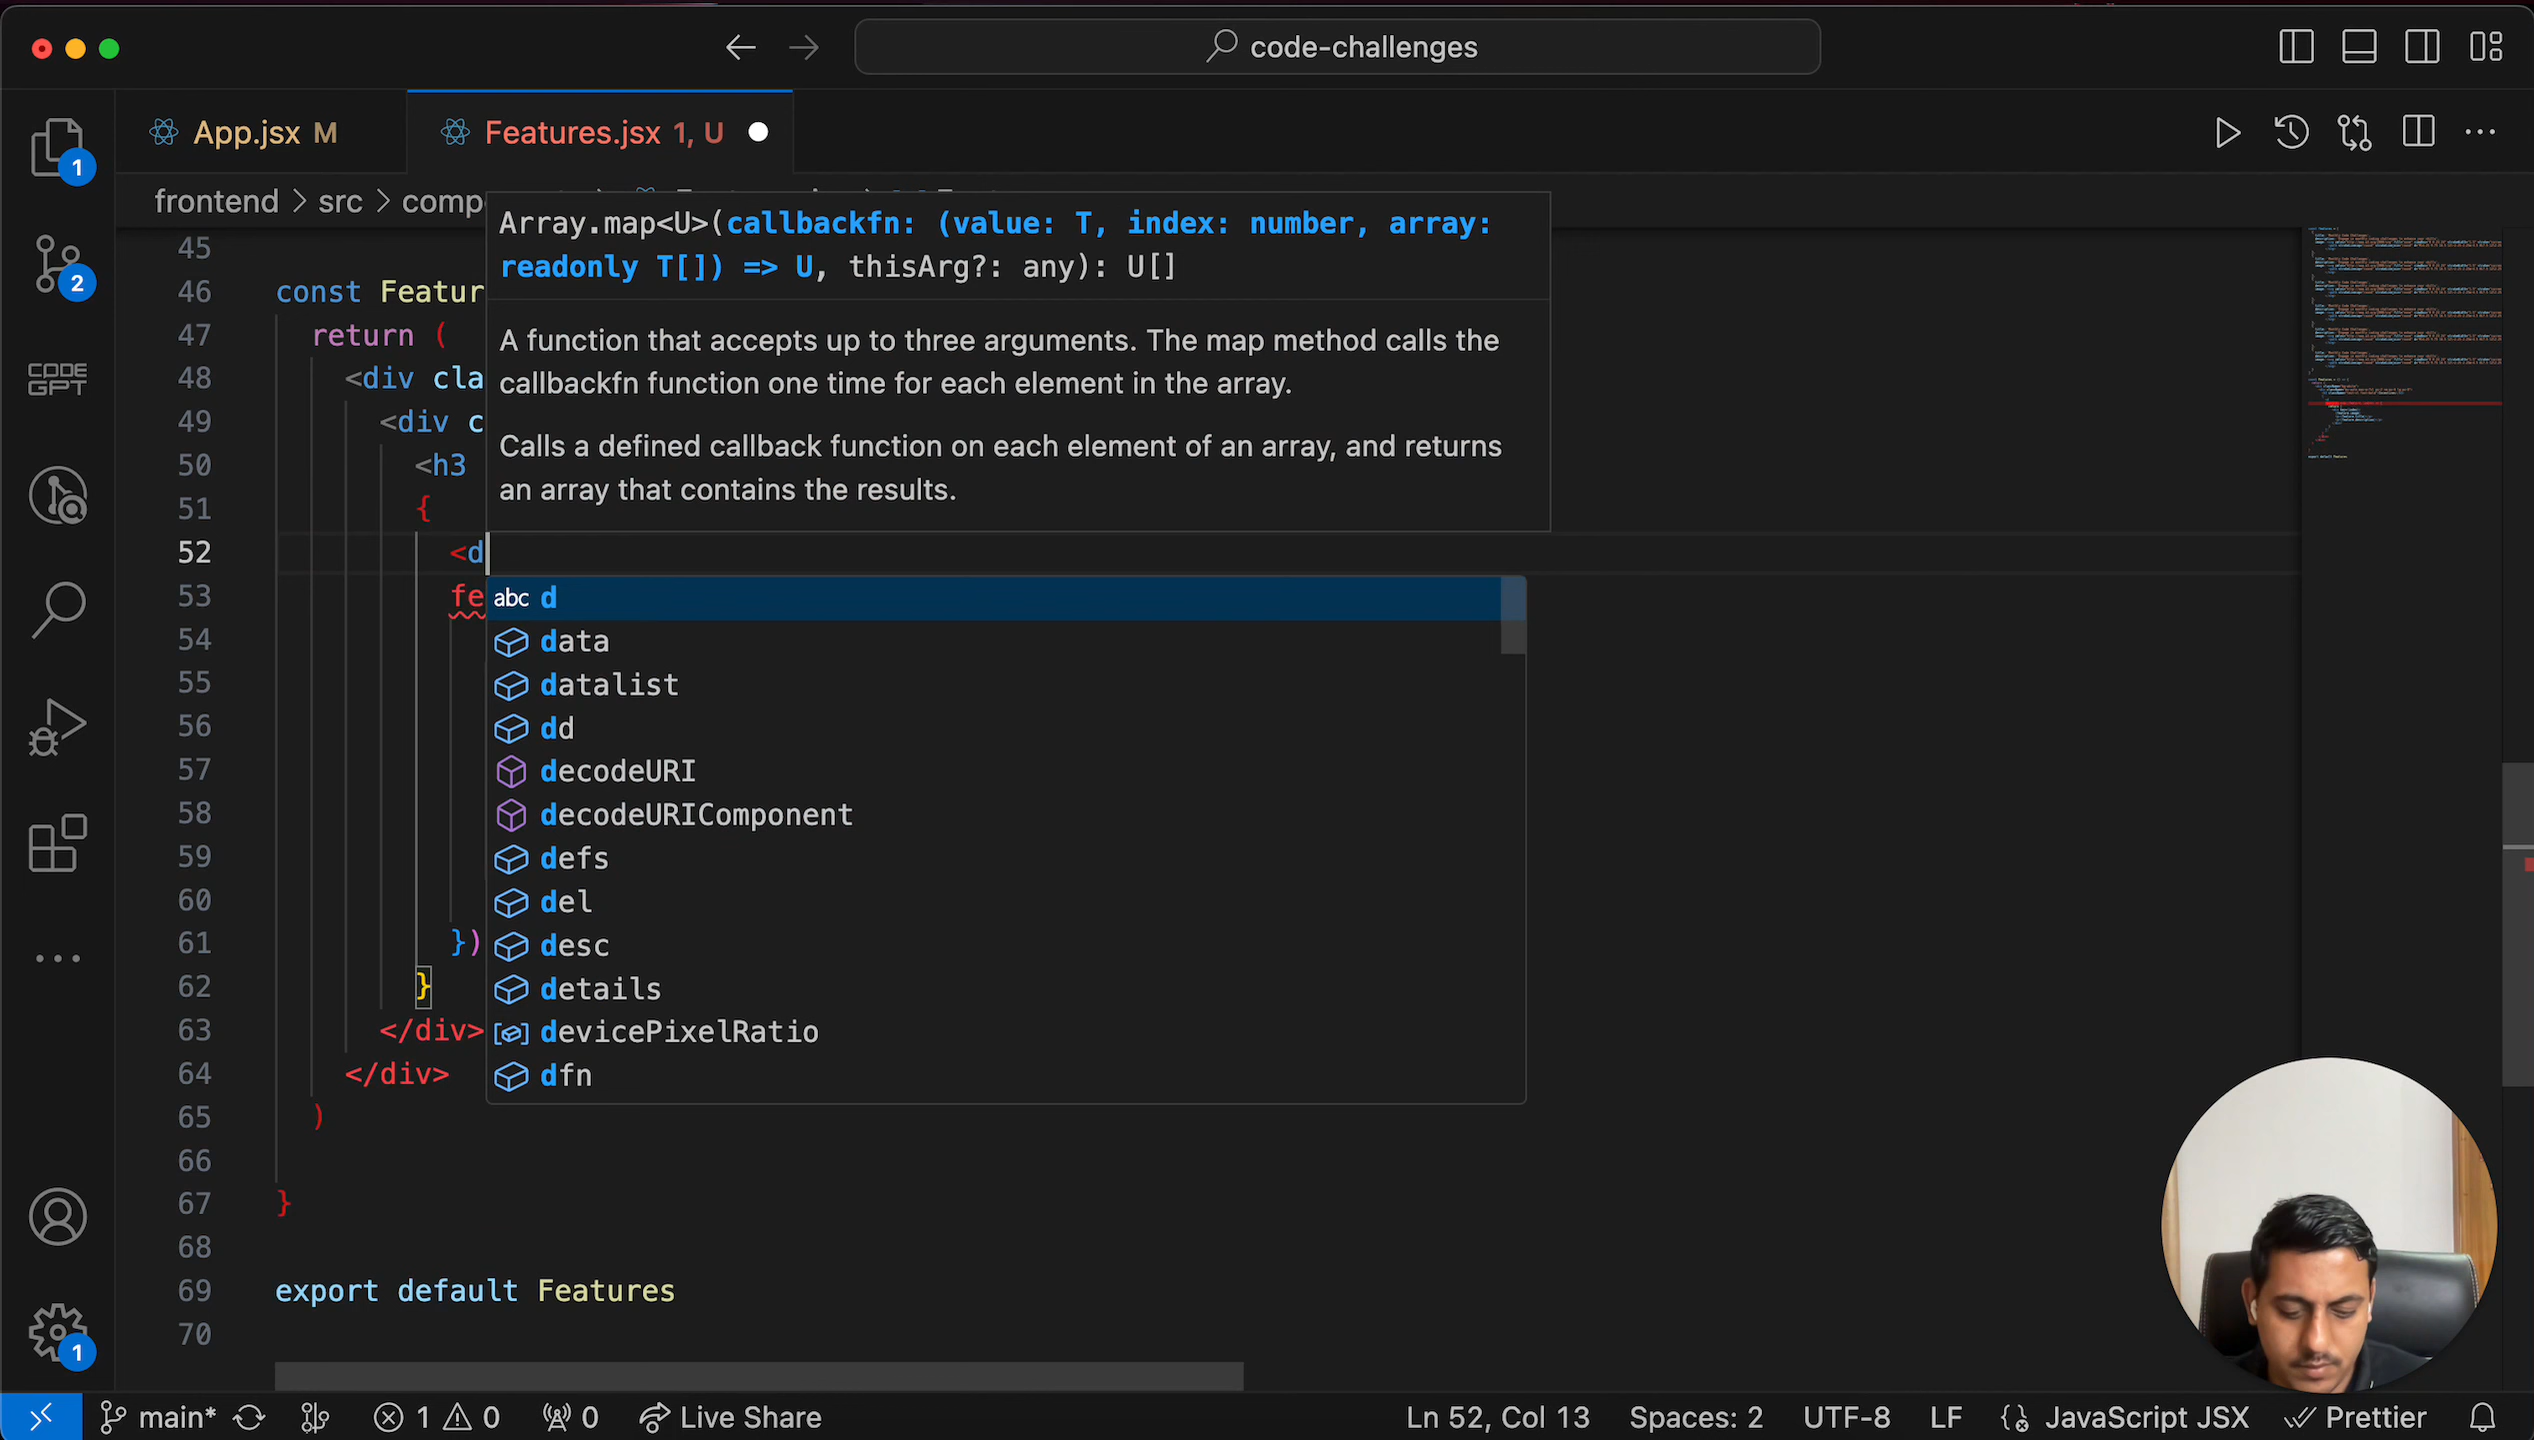 code-challenges
App.jsx M
Features.jsx 1, U
frontend > src > comp
Array.map<U>(callbackfn: (value: T, index: number, array:
readonly T[]) => U, thisArg?: any): U[]
A function that accepts up to three arguments. The map method calls the
callbackfn function one time for each element in the array.
Calls a defined callback function on each element of an array, and returns
an array that contains the results.
1
2
CODE
GPT
45
46 const Featur
47 return (
48 <div cla
49 <div c
50 <h3
51 {
52 <d
53 fe
54
55
56
57
58
59
60
61 })
62 }
63 </div>
64 </div>
65 )
66
67 }
68
69 export default Features
70
abc d
data
datalist
dd
decodeURI
decodeURIComponent
defs
del
desc
details
devicePixelRatio
dfn
1
main* 1 0 0 Live Share Ln 52, Col 13 Spaces: 2 UTF-8 LF JavaScript JSX Prettier